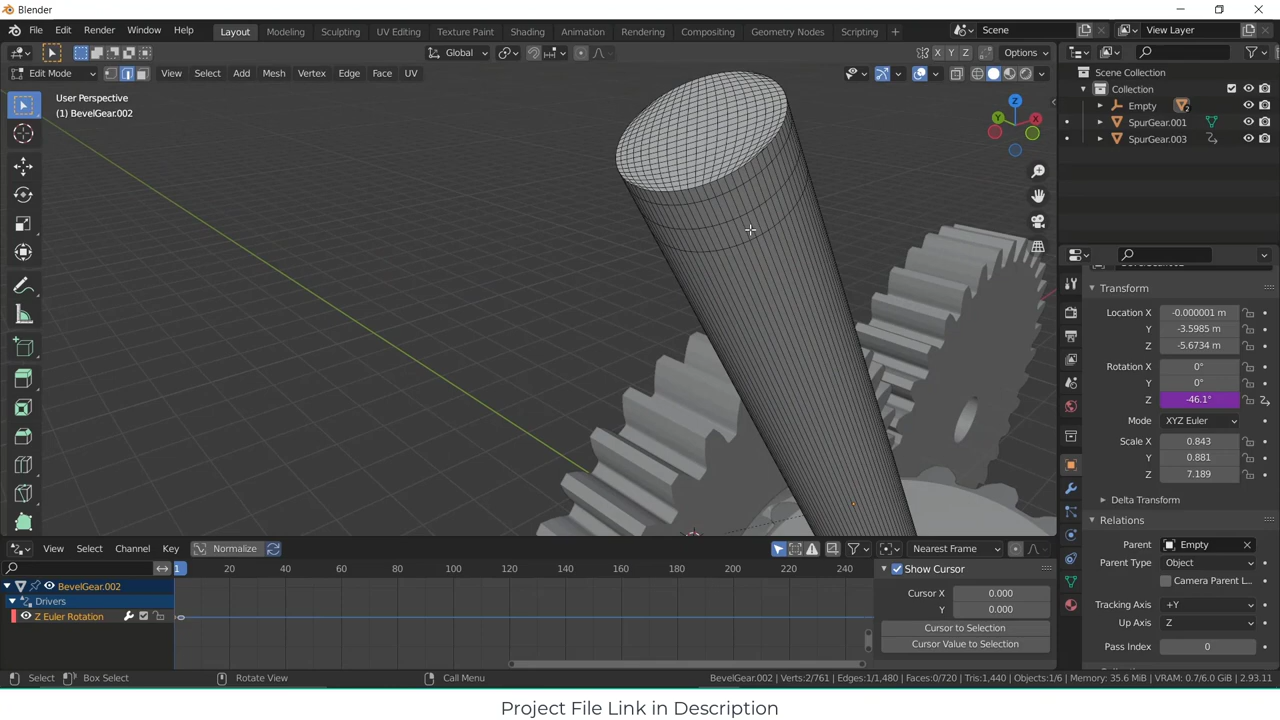 Blender
File Edit Render Window Help Layout Modeling Sculpting UV Editing Texture Paint Shading Animation Rendering Compositing Geometry Nodes Scripting + Scene View Layer
Global X Y Z Options
Edit Mode View Select Add Mesh Vertex Edge Face UV
User Perspective
(1) BevelGear.002
Z
Y
X
Scene Collection
Collection
Empty 2
SpurGear.001
SpurGear.003
Transform
Location X -0.000001 m
Y -3.5985 m
Z -5.6734 m
Rotation X 0°
Y 0°
Z -46.1°
Mode XYZ Euler
Scale X 0.843
Y 0.881
Z 7.189
Delta Transform
Relations
Parent Empty
Parent Type Object
Camera Parent L...
Tracking Axis +Y
Up Axis Z
Pass Index 0
View Select Channel Key Normalize Nearest Frame
1 20 40 60 80 100 120 140 160 180 200 220 240
BevelGear.002
Drivers
Z Euler Rotation
Show Cursor
Cursor X 0.000
Y 0.000
Cursor to Selection
Cursor Value to Selection
Select Box Select Rotate View Call Menu BevelGear.002 | Verts:2/761 | Edges:1/1,480 | Faces:0/720 | Tris:1,440 | Objects:1/6 | Memory: 35.6 MiB | VRAM: 0.7/6.0 GiB | 2.93.11
Project File Link in Description